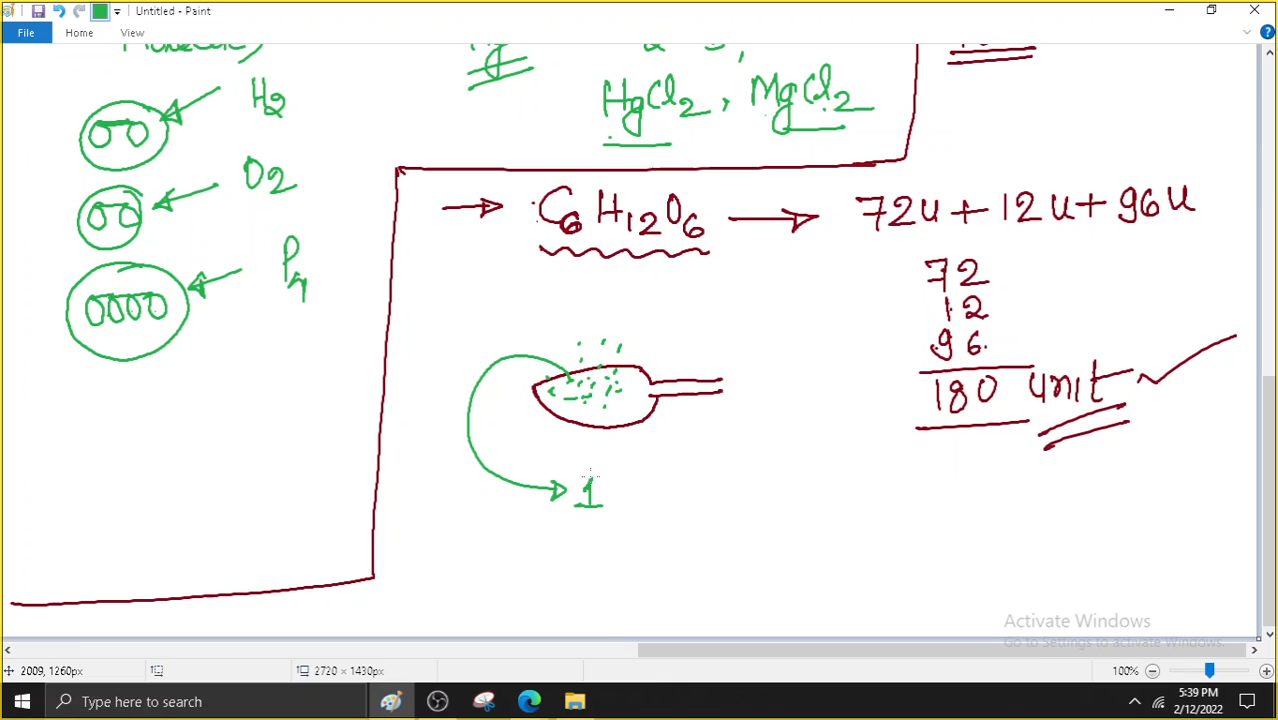 Untitled - Paint
File Home View
H2
O2
P4
HgCl2, MgCl2
C6H12O6
72u + 12u + 96u
72
12
96
180 unit
1
Activate Windows
Go to Settings to activate Windows.
2009, 1260px
2720 × 1430px
100%
Type here to search
5:39 PM
2/12/2022